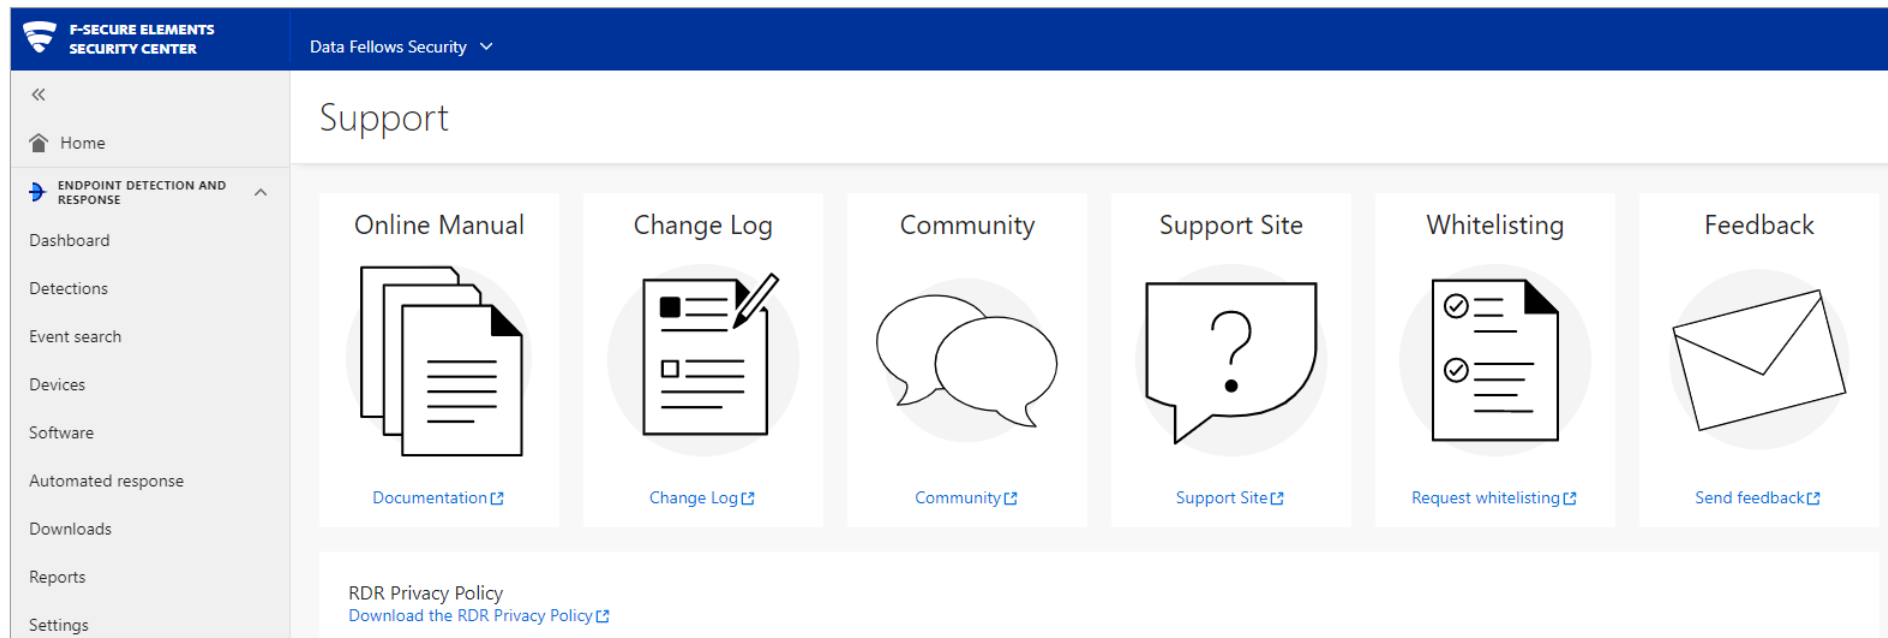 F-SECURE ELEMENTS
SECURITY CENTER
Data Fellows Security
Home
ENDPOINT DETECTION AND
RESPONSE
Dashboard
Detections
Event search
Devices
Software
Automated response
Downloads
Reports
Settings
Support
Online Manual
Documentation
Change Log
Change Log
Community
Community
Support Site
?
Support Site
Whitelisting
Request whitelisting
Feedback
Send feedback
RDR Privacy Policy
Download the RDR Privacy Policy